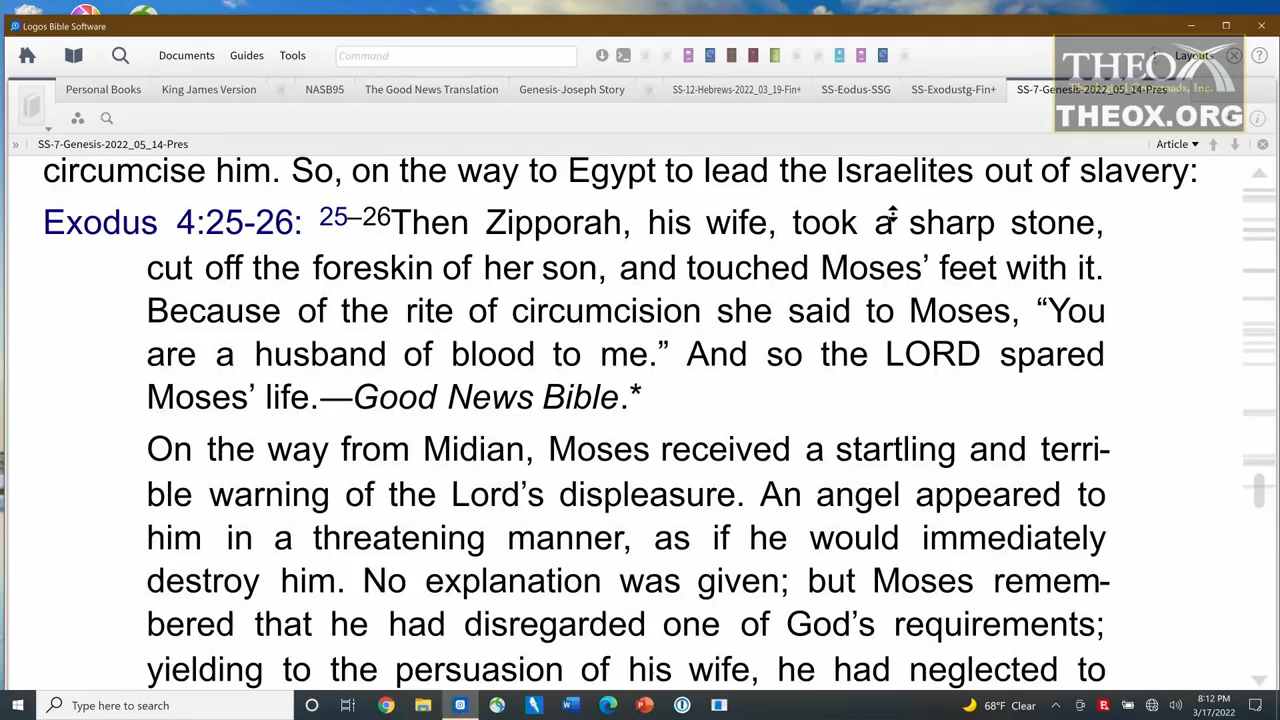 Logos Bible Software
Documents Guides Tools Command Layouts
THEOX
THEOX.ORG
Personal Books King James Version NASB95 The Good News Translation Genesis-Joseph Story SS-12-Hebrews-2022_03_19-Fin+ SS-Eodus-SSG SS-Exodustg-Fin+ SS-7-Genesis-2022_05_14-Pres
» SS-7-Genesis-2022_05_14-Pres Article
circumcise him. So, on the way to Egypt to lead the Israelites out of slavery:
Exodus 4:25-26: 25–26Then Zipporah, his wife, took a sharp stone,
cut off the foreskin of her son, and touched Moses’ feet with it.
Because of the rite of circumcision she said to Moses, “You
are a husband of blood to me.” And so the LORD spared
Moses’ life.—Good News Bible.*
On the way from Midian, Moses received a startling and terri-
ble warning of the Lord’s displeasure. An angel appeared to
him in a threatening manner, as if he would immediately
destroy him. No explanation was given; but Moses remem-
bered that he had disregarded one of God’s requirements;
yielding to the persuasion of his wife, he had neglected to
Type here to search
68°F Clear
8:12 PM
3/17/2022